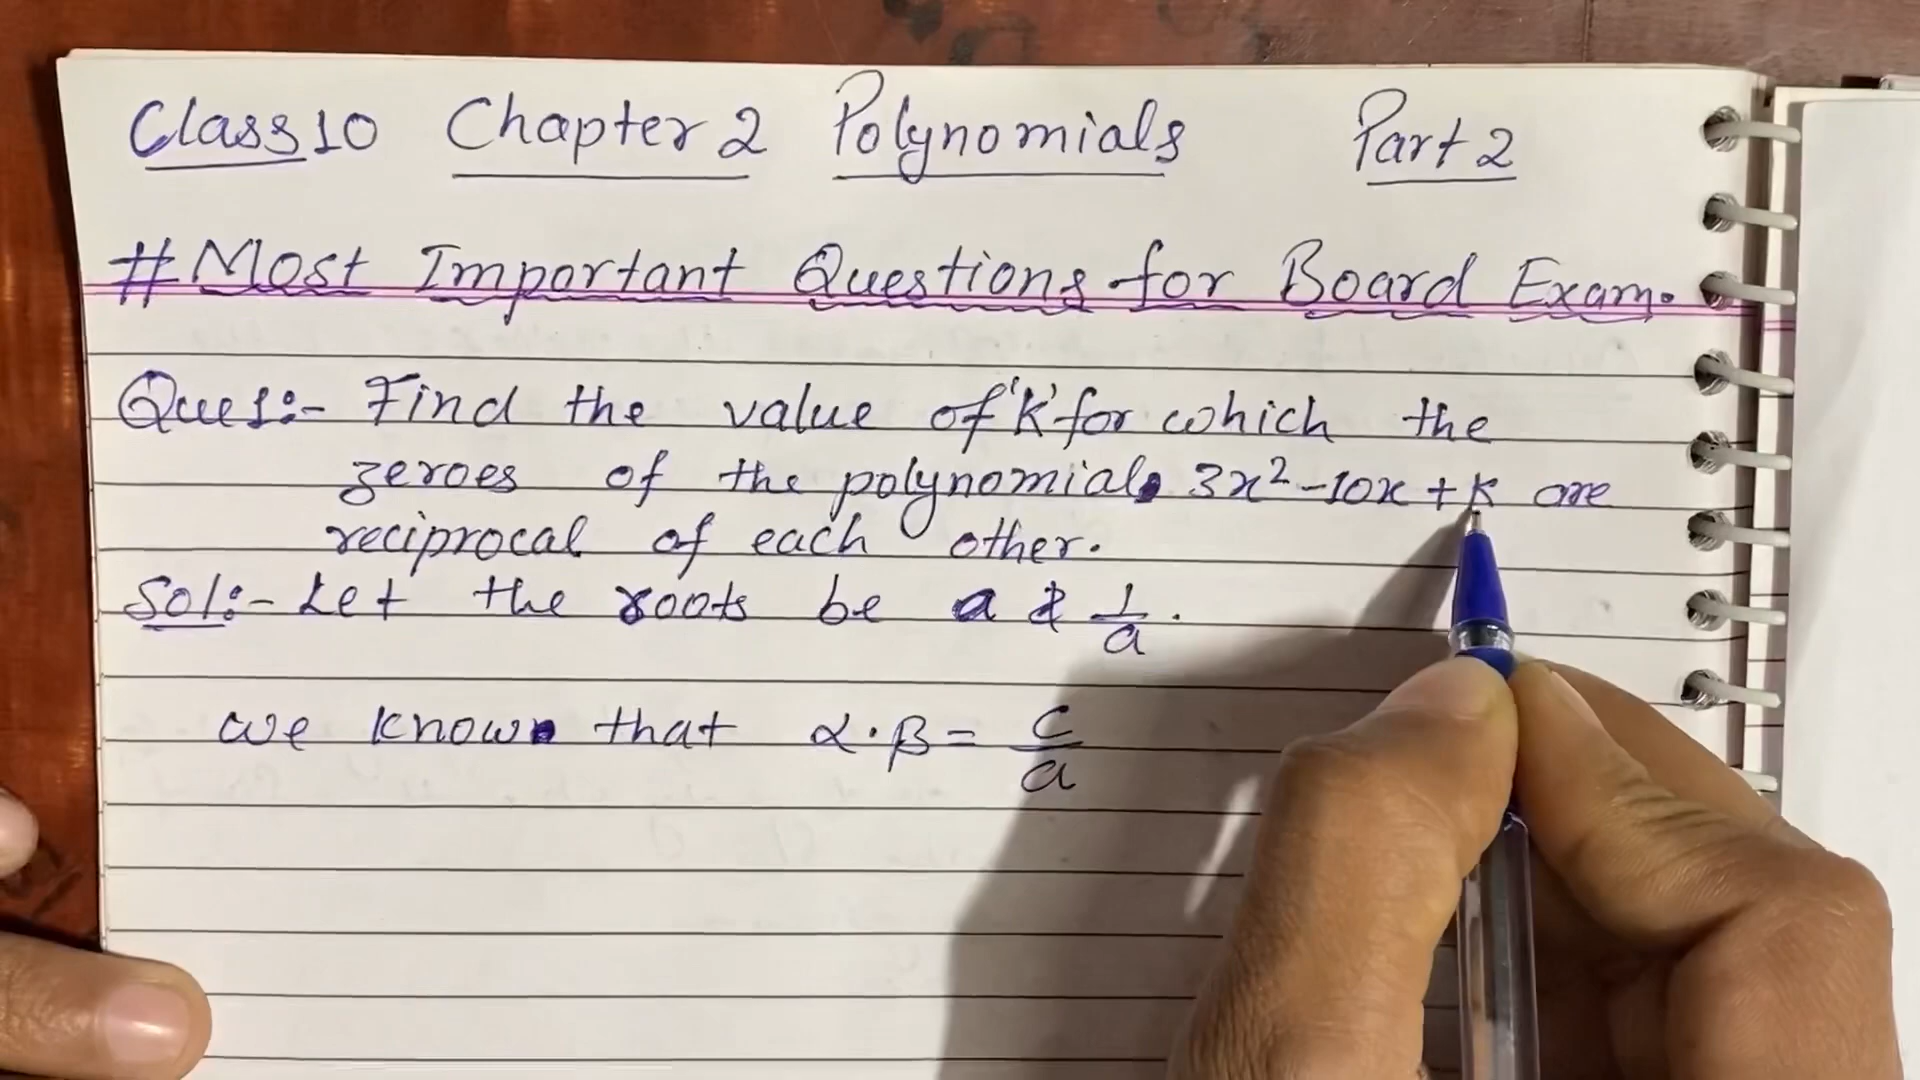 Class 10 Chapter 2 Polynomials Part 2
# Most Important Questions for Board Exam.
Ques1:- Find the value of 'K' for which the
zeroes of the polynomial 3x² - 10x + K are
reciprocal of each other.
Sol:- Let the roots be a & 1/a.
we know that α·β = c/a